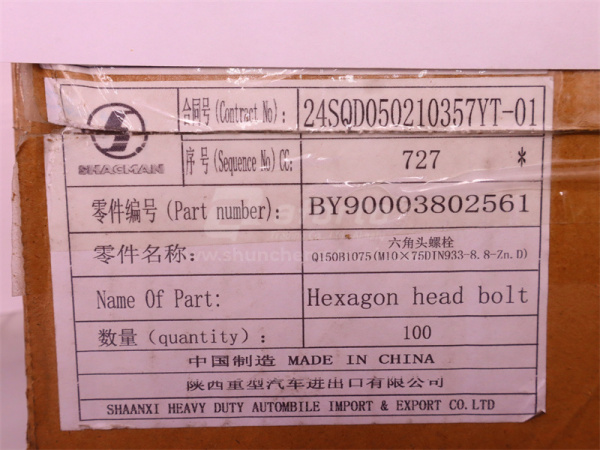 合同号(Contract No): 24SQD050210357YT-01
SHACMAN
序号(Sequence No)CC: 727 *
零件编号(Part number): BY90003802561
零件名称: 六角头螺栓
Q150B1075(M10×75DIN933-8.8-Zn.D)
Name Of Part: Hexagon head bolt
数量(quantity): 100
中国制造 MADE IN CHINA
陕西重型汽车进出口有限公司
SHAANXI HEAVY DUTY AUTOMBILE IMPORT & EXPORT CO.LTD